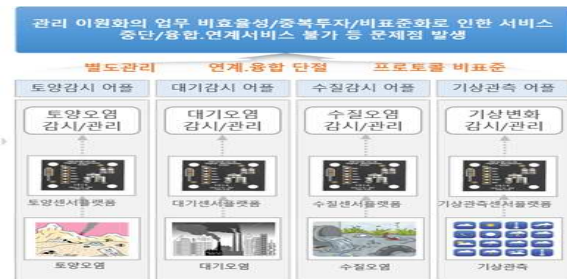 관리 이원화의 업무 비효율성/중복투자/비표준화로 인한 서비스
중단/융합.연계서비스 불가 등 문제점 발생
별도관리 연계.융합 단절 프로토콜 비표준
토양감시 어플 대기감시 어플 수질감시 어플 기상관측 어플
토양오염 감시/관리
대기오염 감시/관리
수질오염 감시/관리
기상변화 감시/관리
토양센서플랫폼 대기센서플랫폼 수질센서플랫폼 기상관측센서플랫폼
토양오염 대기오염 수질오염 기상관측